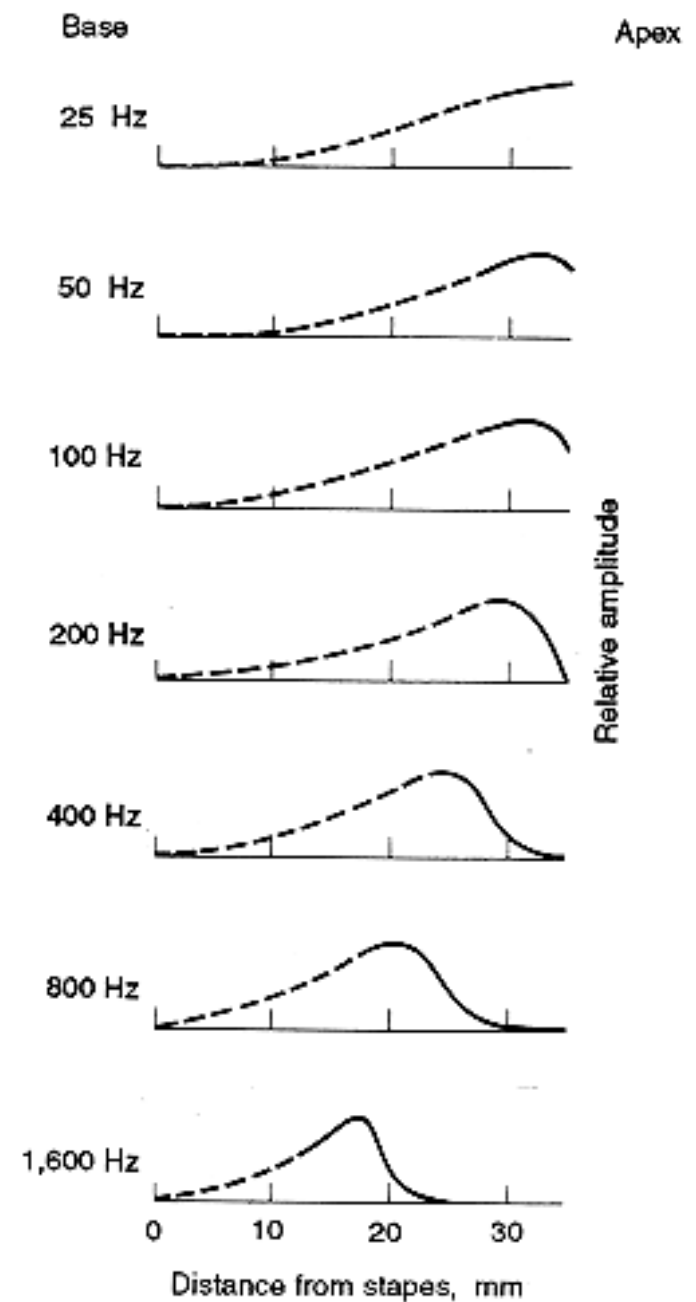 Base Apex
25 Hz
50 Hz
100 Hz
200 Hz
Relative amplitude
400 Hz
800 Hz
1,600 Hz
0 10 20 30
Distance from stapes, mm